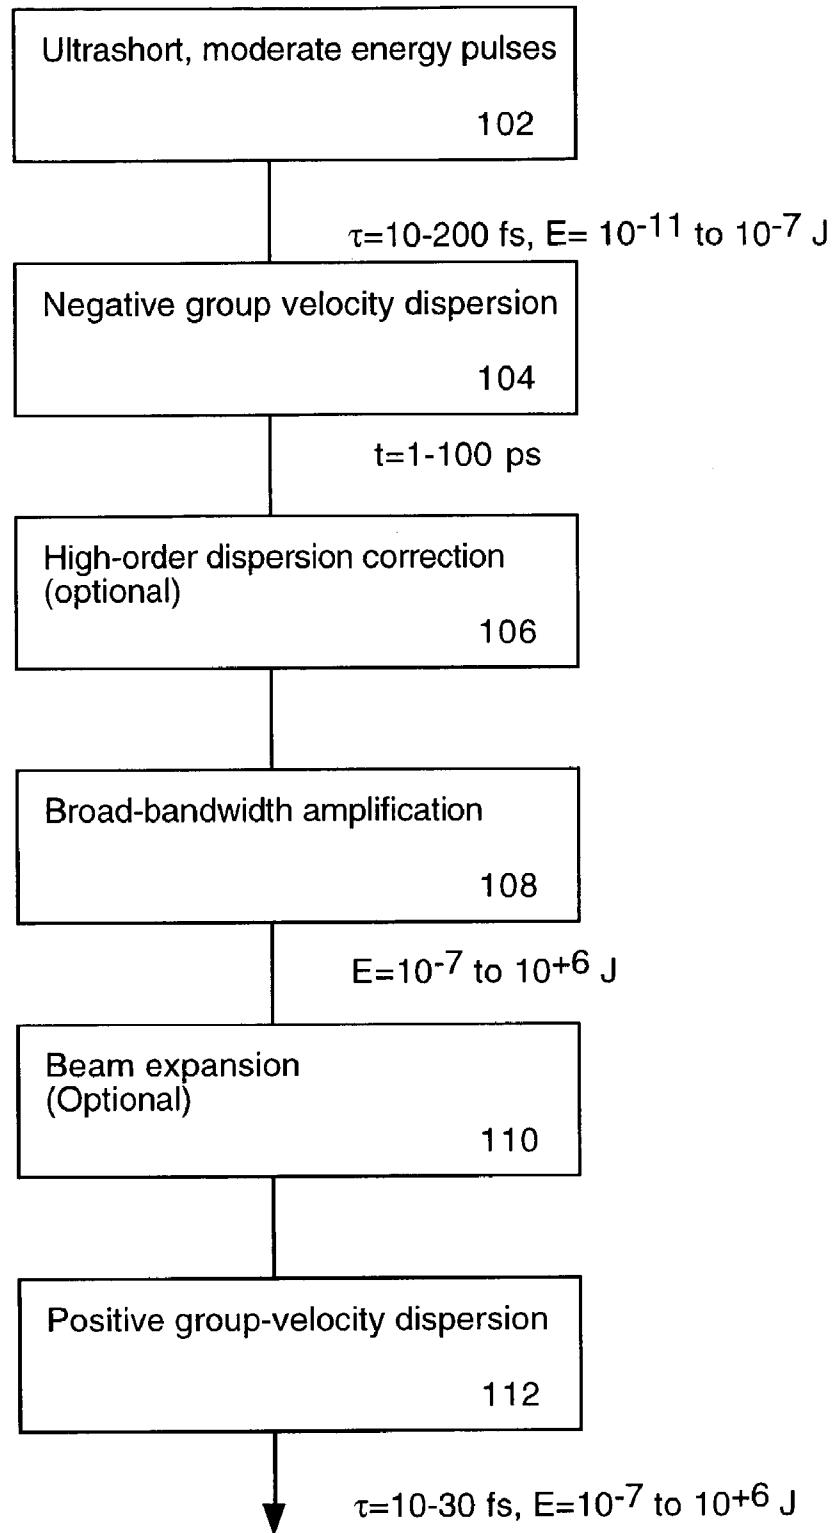 Ultrashort, moderate energy pulses
102
τ=10-200 fs, E= 10-11 to 10-7 J
Negative group velocity dispersion
104
t=1-100 ps
High-order dispersion correction
(optional)
106
Broad-bandwidth amplification
108
E=10-7 to 10+6 J
Beam expansion
(Optional)
110
Positive group-velocity dispersion
112
τ=10-30 fs, E=10-7 to 10+6 J